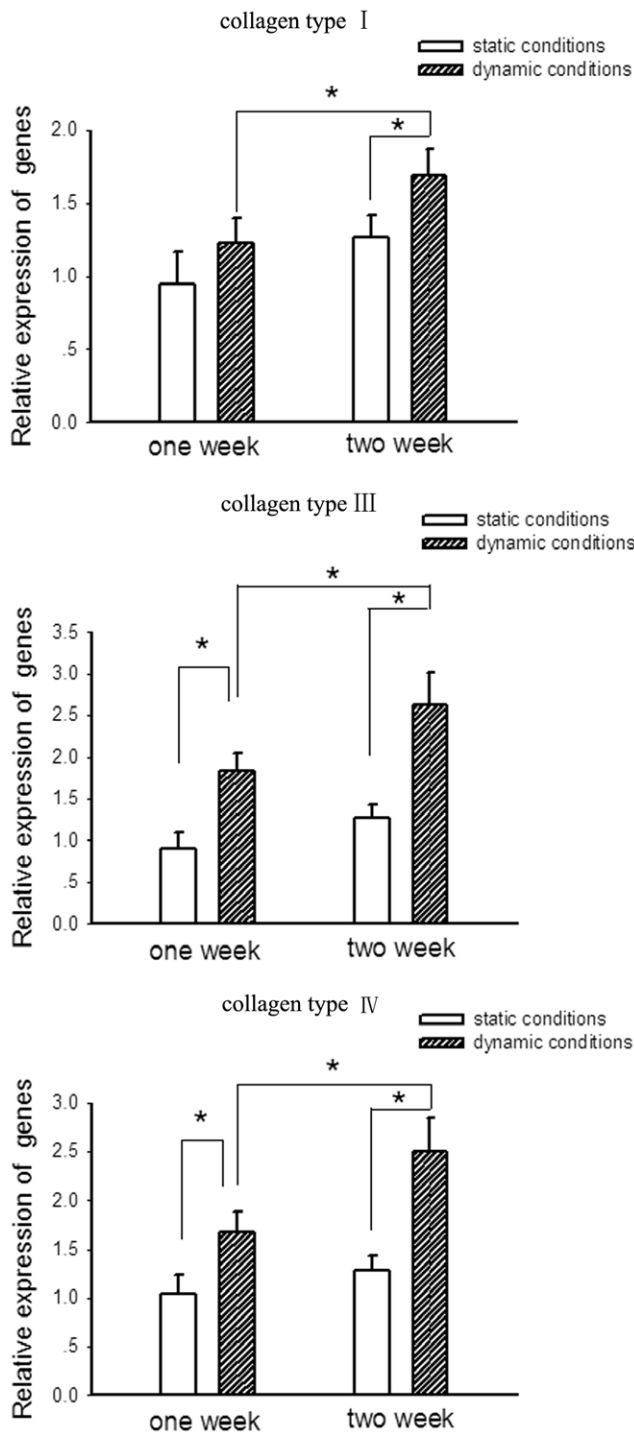 collagen type Ⅰ
static conditions
dynamic conditions
*
*
Relative expression of genes
2.0
1.5
1.0
.5
0.0
one week two week
collagen type Ⅲ
static conditions
dynamic conditions
*
*
*
Relative expression of genes
3.5
3.0
2.5
2.0
1.5
1.0
.5
0.0
one week two week
collagen type Ⅳ
static conditions
dynamic conditions
*
*
*
Relative expression of genes
3.0
2.5
2.0
1.5
1.0
.5
0.0
one week two week